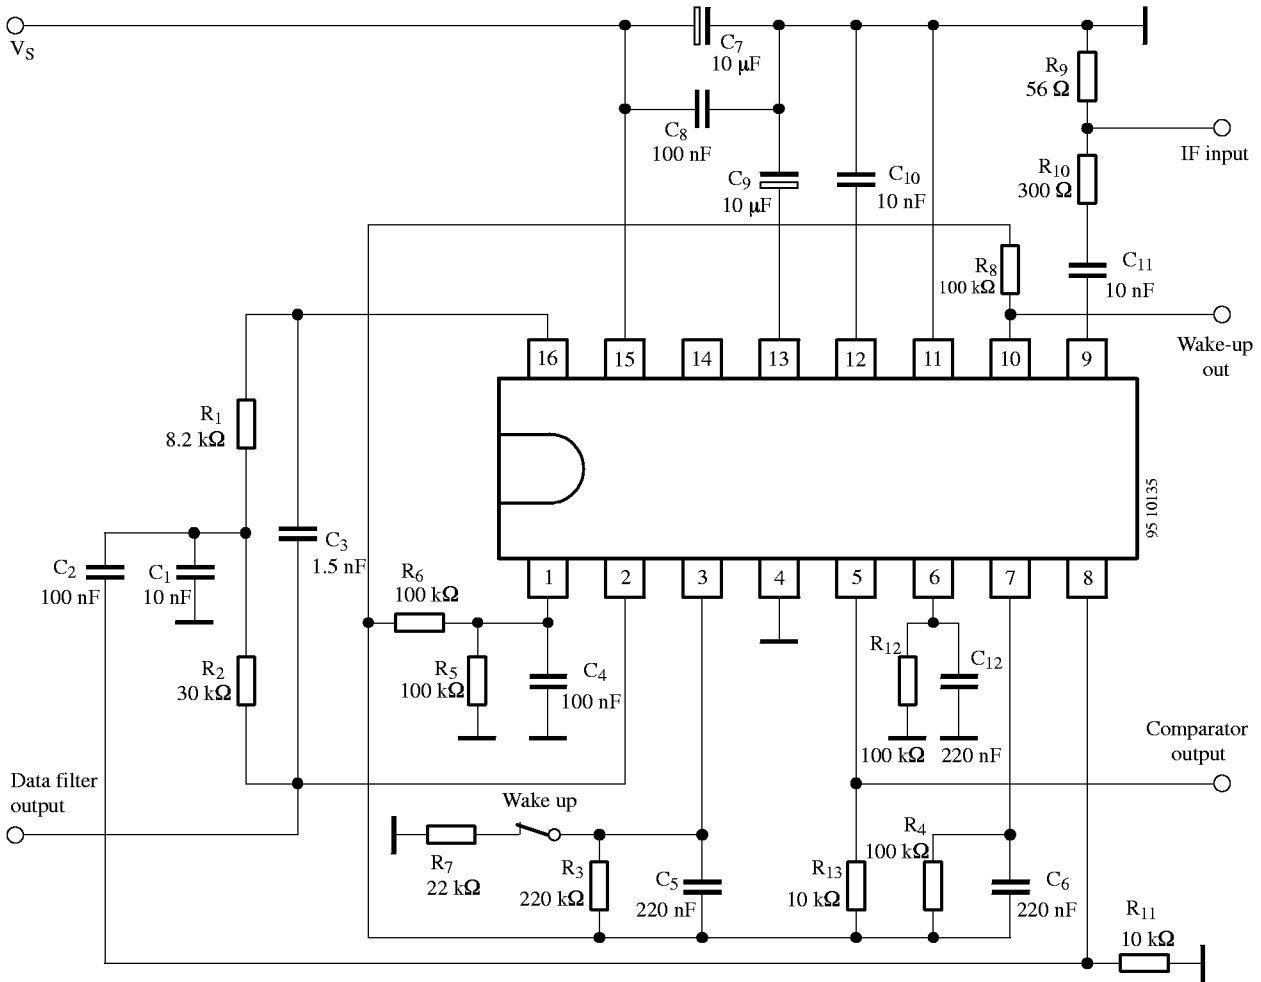 V_S
C7
10 µF
R9
56 Ω
C8
100 nF
IF input
C9
10 µF
C10
10 nF
R10
300 Ω
R8
100 kΩ
C11
10 nF
Wake-up
out
16
15
14
13
12
11
10
9
R1
8.2 kΩ
95 10135
C2
100 nF
C1
10 nF
C3
1.5 nF
R6
100 kΩ
1
2
3
4
5
6
7
8
R2
30 kΩ
R5
100 kΩ
C4
100 nF
R12
100 kΩ
C12
220 nF
Comparator
output
Data filter
output
Wake up
R7
22 kΩ
R3
220 kΩ
C5
220 nF
R13
10 kΩ
R4
100 kΩ
C6
220 nF
R11
10 kΩ